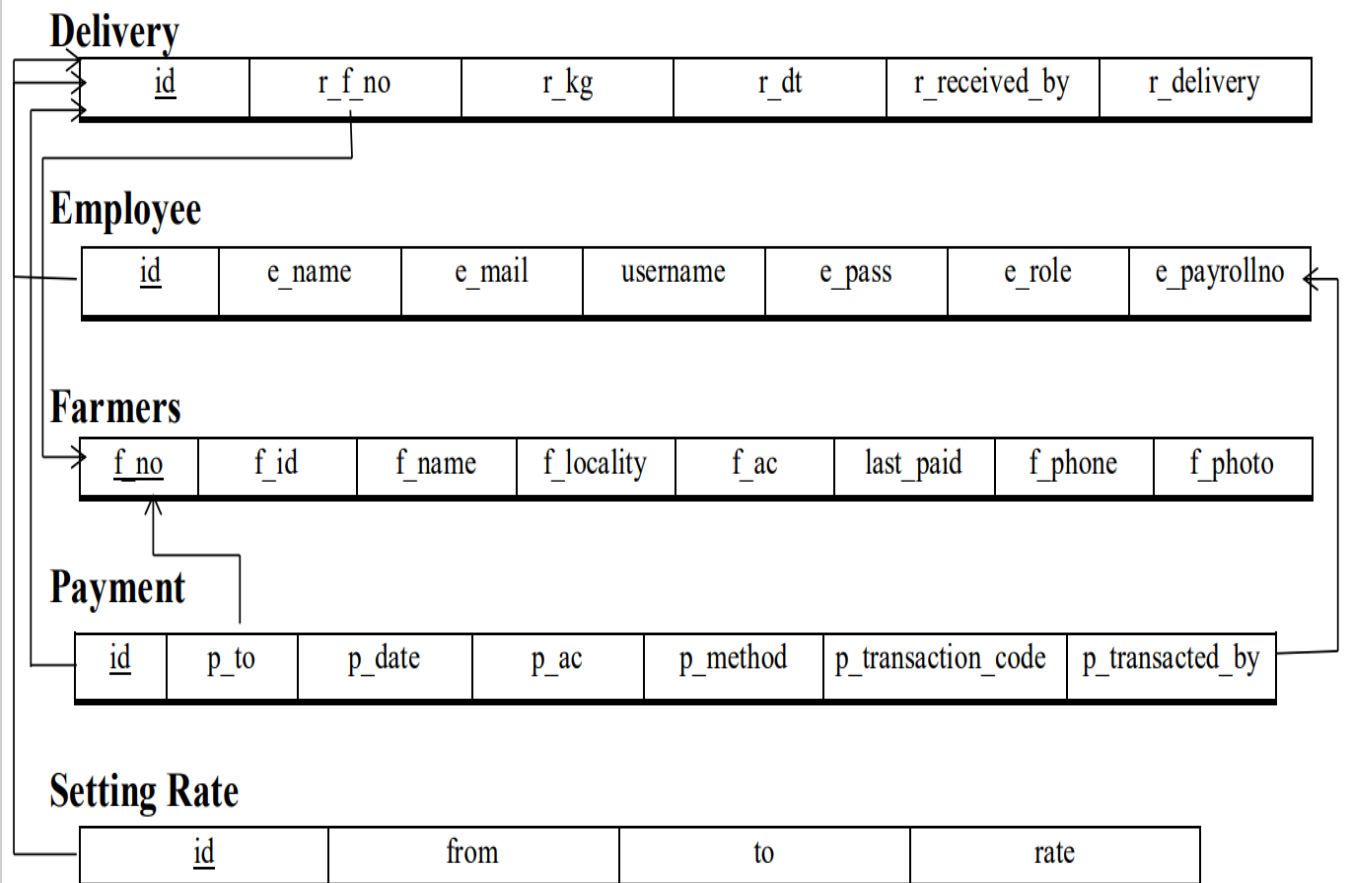 Delivery
id r_f_no r_kg r_dt r_received_by r_delivery
Employee
id e_name e_mail username e_pass e_role e_payrollno
Farmers
f_no f_id f_name f_locality f_ac last_paid f_phone f_photo
Payment
id p_to p_date p_ac p_method p_transaction_code p_transacted_by
Setting Rate
id from to rate